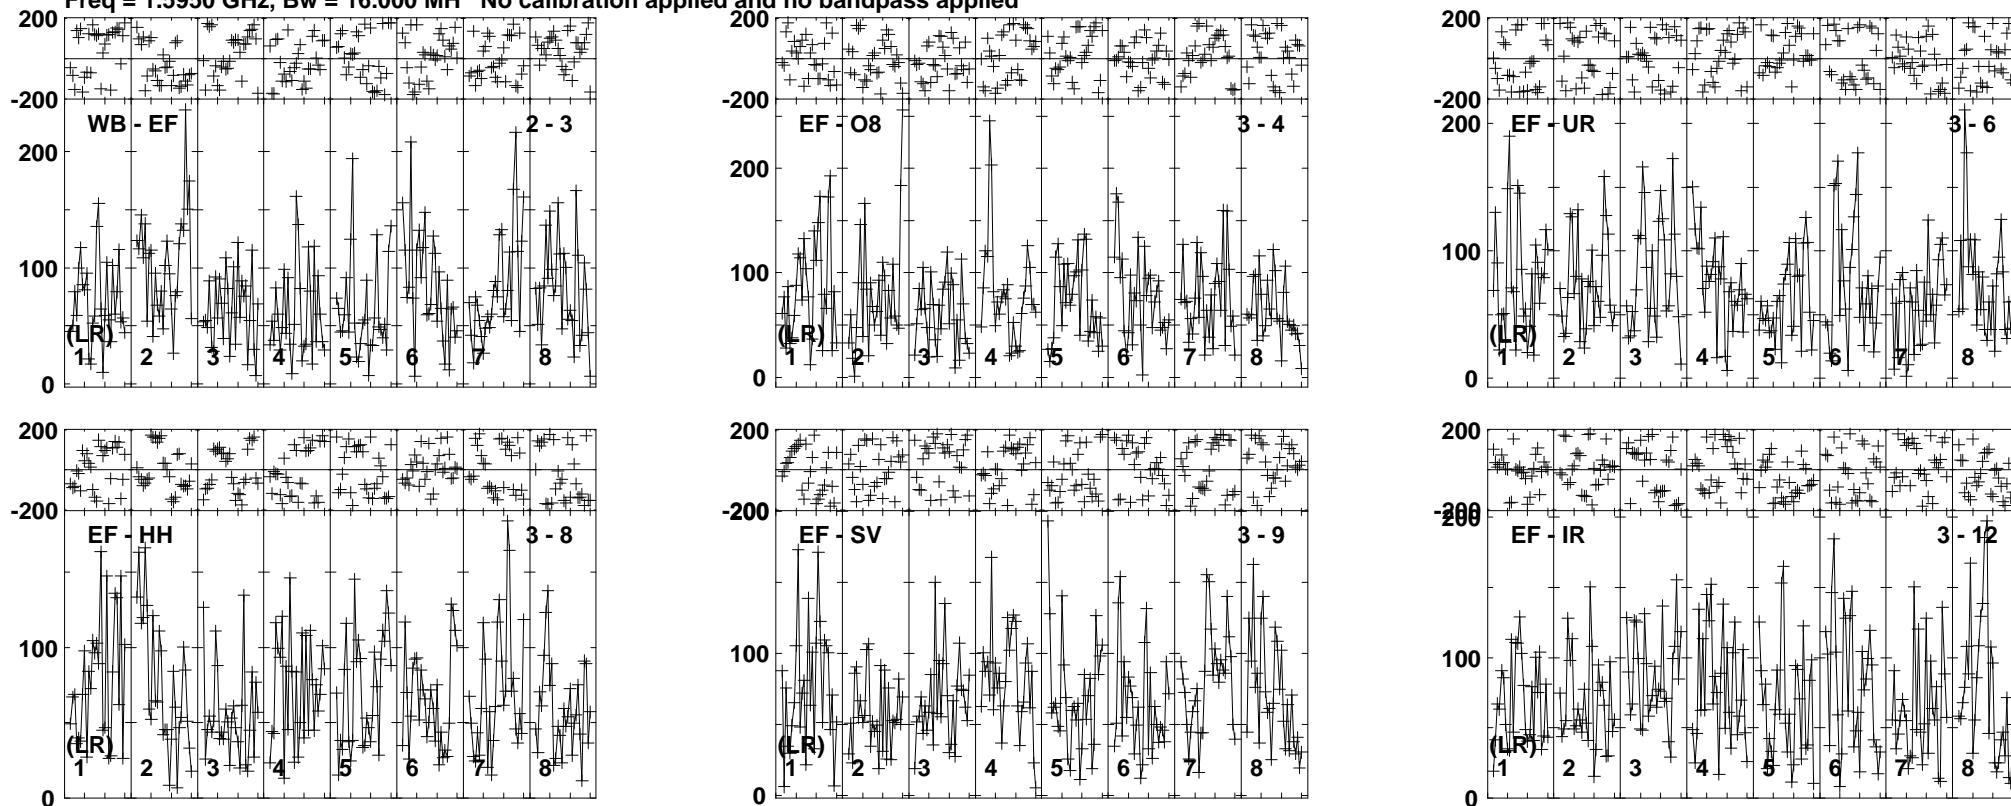 Freq = 1.5950 GHz, Bw = 16.000 MH No calibration applied and no bandpass applied
200 200 200
-200 -200 -200
WB - EF 2 - 3 EF - O8 3 - 4 EF - UR 3 - 6
200 200 200
100 100 100
(LR) (LR) (LR)
1 2 3 4 5 6 7 8 1 2 3 4 5 6 7 8 1 2 3 4 5 6 7 8
0 0 0
200 200 200
-200 -200 -200
200 200
EF - HH 3 - 8 EF - SV 3 - 9 EF - IR 3 - 12
100 100 100
(LR) (LR) (LR)
1 2 3 4 5 6 7 8 1 2 3 4 5 6 7 8 1 2 3 4 5 6 7 8
0 0 0